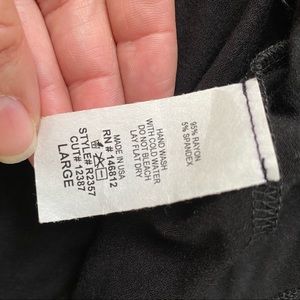 95% RAYON
5% SPANDEX
HAND WASH
WITH COLD WATER
DO NOT BLEACH
LAY FLAT DRY
MADE IN USA
RN # 146812
STYLE# R2357
CUT# 12387
LARGE